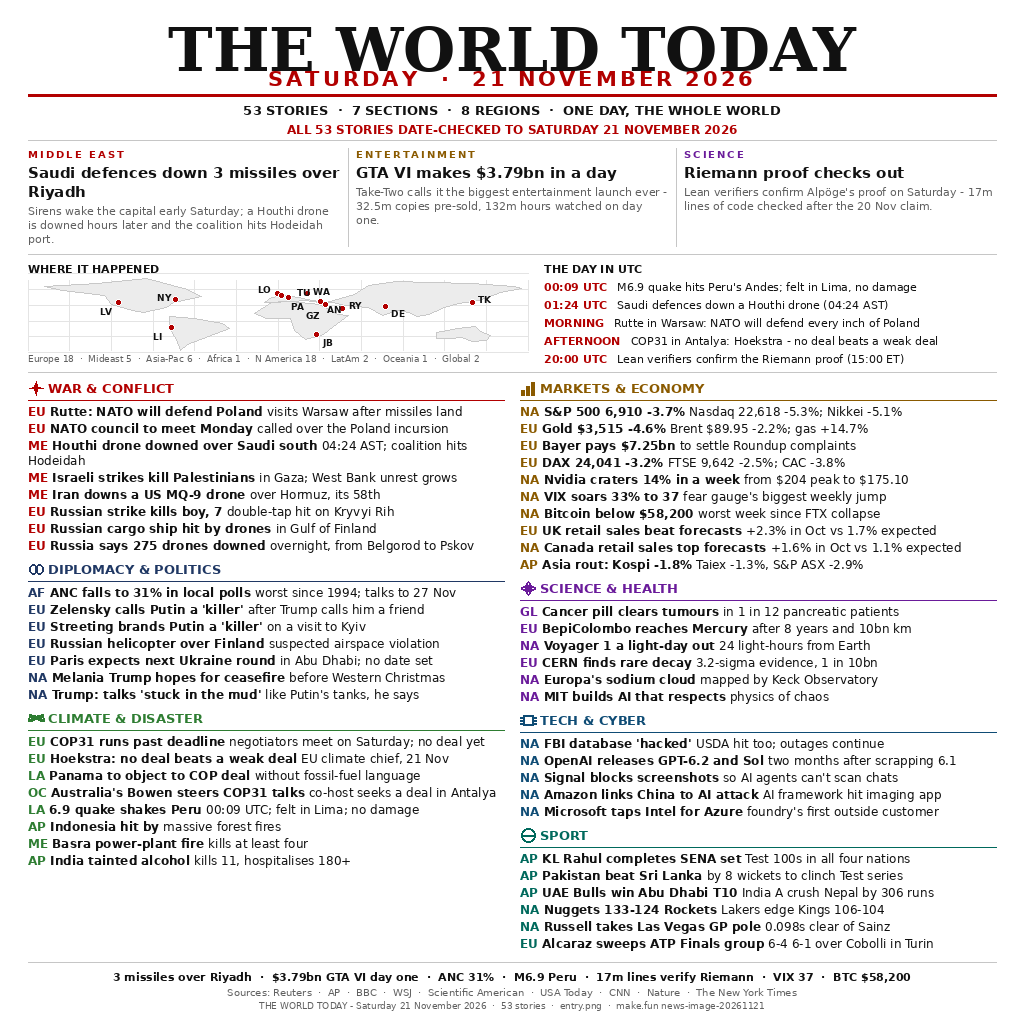 THE WORLD TODAY
SATURDAY · 21 NOVEMBER 2026
53 STORIES · 7 SECTIONS · 8 REGIONS · ONE DAY, THE WHOLE WORLD
ALL 53 STORIES DATE-CHECKED TO SATURDAY 21 NOVEMBER 2026
MIDDLE EAST
Saudi defences down 3 missiles over
Riyadh
Sirens wake the capital early Saturday; a Houthi drone
is downed hours later and the coalition hits Hodeidah
port.
ENTERTAINMENT
GTA VI makes $3.79bn in a day
Take-Two calls it the biggest entertainment launch ever -
32.5m copies pre-sold, 132m hours watched on day
one.
SCIENCE
Riemann proof checks out
Lean verifiers confirm Alpöge's proof on Saturday - 17m
lines of code checked after the 20 Nov claim.
WHERE IT HAPPENED
LV
NY
LI
LO
PA
TU
WA
GZ
AN
RY
JB
DE
TK
Europe 18 · Mideast 5 · Asia-Pac 6 · Africa 1 · N America 18 · LatAm 2 · Oceania 1 · Global 2
THE DAY IN UTC
00:09 UTC M6.9 quake hits Peru's Andes; felt in Lima, no damage
01:24 UTC Saudi defences down a Houthi drone (04:24 AST)
MORNING Rutte in Warsaw: NATO will defend every inch of Poland
AFTERNOON COP31 in Antalya: Hoekstra - no deal beats a weak deal
20:00 UTC Lean verifiers confirm the Riemann proof (15:00 ET)
WAR & CONFLICT
EU Rutte: NATO will defend Poland visits Warsaw after missiles land
EU NATO council to meet Monday called over the Poland incursion
ME Houthi drone downed over Saudi south 04:24 AST; coalition hits
Hodeidah
ME Israeli strikes kill Palestinians in Gaza; West Bank unrest grows
ME Iran downs a US MQ-9 drone over Hormuz, its 58th
EU Russian strike kills boy, 7 double-tap hit on Kryvyi Rih
EU Russian cargo ship hit by drones in Gulf of Finland
EU Russia says 275 drones downed overnight, from Belgorod to Pskov
DIPLOMACY & POLITICS
AF ANC falls to 31% in local polls worst since 1994; talks to 27 Nov
EU Zelensky calls Putin a 'killer' after Trump calls him a friend
EU Streeting brands Putin a 'killer' on a visit to Kyiv
EU Russian helicopter over Finland suspected airspace violation
EU Paris expects next Ukraine round in Abu Dhabi; no date set
NA Melania Trump hopes for ceasefire before Western Christmas
NA Trump: talks 'stuck in the mud' like Putin's tanks, he says
CLIMATE & DISASTER
EU COP31 runs past deadline negotiators meet on Saturday; no deal yet
EU Hoekstra: no deal beats a weak deal EU climate chief, 21 Nov
LA Panama to object to COP deal without fossil-fuel language
OC Australia's Bowen steers COP31 talks co-host seeks a deal in Antalya
LA 6.9 quake shakes Peru 00:09 UTC; felt in Lima; no damage
AP Indonesia hit by massive forest fires
ME Basra power-plant fire kills at least four
AP India tainted alcohol kills 11, hospitalises 180+
MARKETS & ECONOMY
NA S&P 500 6,910 -3.7% Nasdaq 22,618 -5.3%; Nikkei -5.1%
EU Gold $3,515 -4.6% Brent $89.95 -2.2%; gas +14.7%
EU Bayer pays $7.25bn to settle Roundup complaints
EU DAX 24,041 -3.2% FTSE 9,642 -2.5%; CAC -3.8%
NA Nvidia craters 14% in a week from $204 peak to $175.10
NA VIX soars 33% to 37 fear gauge's biggest weekly jump
NA Bitcoin below $58,200 worst week since FTX collapse
EU UK retail sales beat forecasts +2.3% in Oct vs 1.7% expected
NA Canada retail sales top forecasts +1.6% in Oct vs 1.1% expected
AP Asia rout: Kospi -1.8% Taiex -1.3%, S&P ASX -2.9%
SCIENCE & HEALTH
GL Cancer pill clears tumours in 1 in 12 pancreatic patients
EU BepiColombo reaches Mercury after 8 years and 10bn km
NA Voyager 1 a light-day out 24 light-hours from Earth
EU CERN finds rare decay 3.2-sigma evidence, 1 in 10bn
NA Europa's sodium cloud mapped by Keck Observatory
NA MIT builds AI that respects physics of chaos
TECH & CYBER
NA FBI database 'hacked' USDA hit too; outages continue
NA OpenAI releases GPT-6.2 and Sol two months after scrapping 6.1
NA Signal blocks screenshots so AI agents can't scan chats
NA Amazon links China to AI attack AI framework hit imaging app
NA Microsoft taps Intel for Azure foundry's first outside customer
SPORT
AP KL Rahul completes SENA set Test 100s in all four nations
AP Pakistan beat Sri Lanka by 8 wickets to clinch Test series
AP UAE Bulls win Abu Dhabi T10 India A crush Nepal by 306 runs
NA Nuggets 133-124 Rockets Lakers edge Kings 106-104
NA Russell takes Las Vegas GP pole 0.098s clear of Sainz
EU Alcaraz sweeps ATP Finals group 6-4 6-1 over Cobolli in Turin
3 missiles over Riyadh · $3.79bn GTA VI day one · ANC 31% · M6.9 Peru · 17m lines verify Riemann · VIX 37 · BTC $58,200
Sources: Reuters · AP · BBC · WSJ · Scientific American · USA Today · CNN · Nature · The New York Times
THE WORLD TODAY - Saturday 21 November 2026 · 53 stories · entry.png · make.fun news-image-20261121